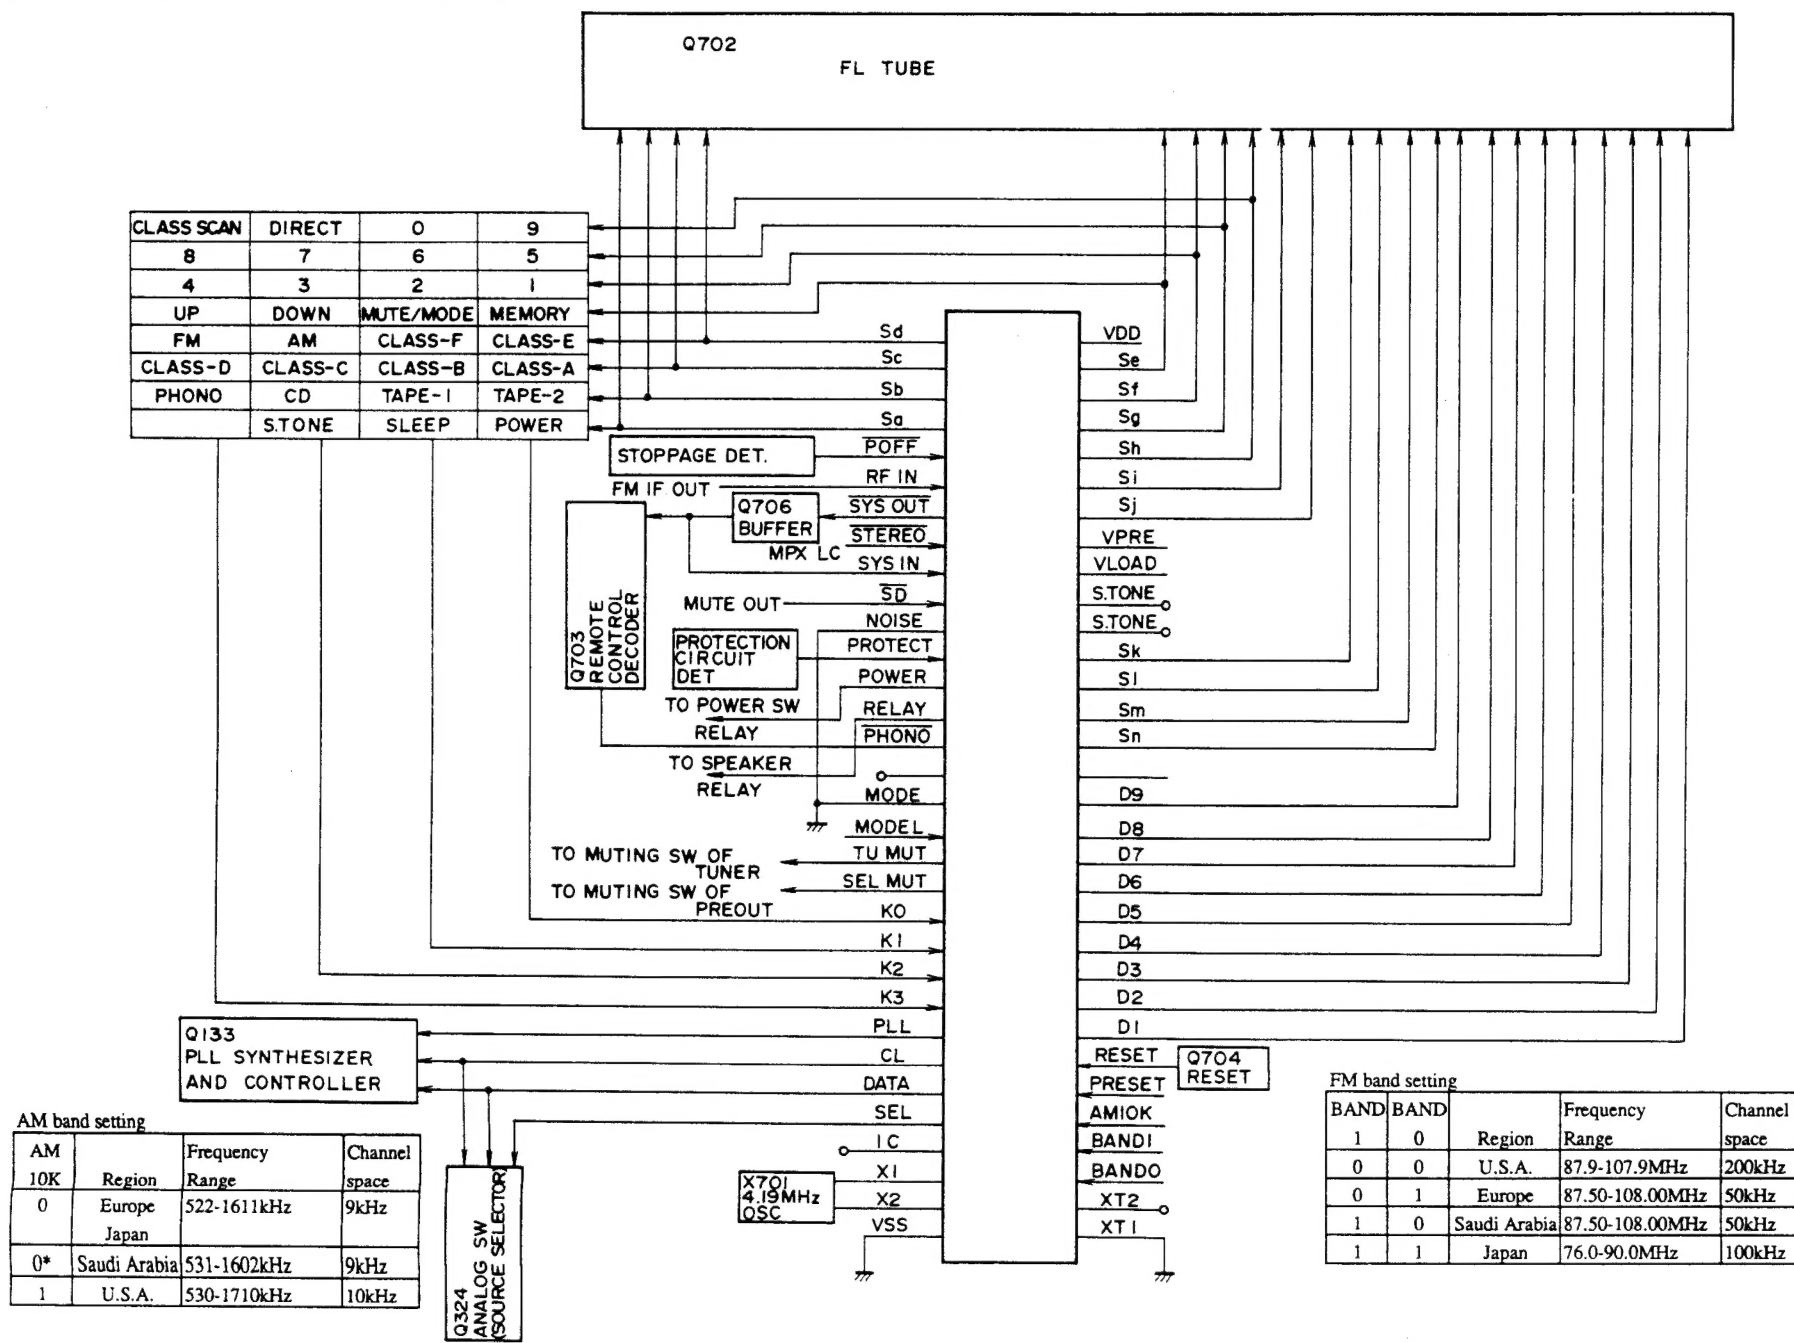 Q702
FL TUBE
CLASS SCAN DIRECT 0 9
8 7 6 5
4 3 2 1
UP DOWN MUTE/MODE MEMORY
FM AM CLASS-F CLASS-E
CLASS-D CLASS-C CLASS-B CLASS-A
PHONO CD TAPE-1 TAPE-2
S.TONE SLEEP POWER
Sd
Sc
Sb
Sa
STOPPAGE DET.
POFF
FM IF OUT
RF IN
Q706
BUFFER
SYS OUT
STEREO
MPX LC
SYS IN
Q703
REMOTE
CONTROL
DECODER
MUTE OUT
SD
NOISE
PROTECTION
CIRCUIT
DET
PROTECT
POWER
TO POWER SW
RELAY
RELAY
PHONO
TO SPEAKER
RELAY
MODE
MODEL
TO MUTING SW OF
TUNER
TU MUT
TO MUTING SW OF
PREOUT
SEL MUT
K0
K1
K2
K3
Q133
PLL SYNTHESIZER
AND CONTROLLER
PLL
CL
DATA
SEL
IC
X701
4.19MHz
OSC
X1
X2
VSS
Q324
ANALOG SW
(SOURCE SELECTOR)
VDD
Se
Sf
Sg
Sh
Si
Sj
VPRE
VLOAD
S.TONE
S.TONE
Sk
Sl
Sm
Sn
D9
D8
D7
D6
D5
D4
D3
D2
D1
RESET
Q704
RESET
PRESET
AMIOK
BAND1
BAND0
XT2
XT1
AM band setting
AM Frequency Channel
10K Region Range space
0 Europe 522-1611kHz 9kHz
Japan
0* Saudi Arabia 531-1602kHz 9kHz
1 U.S.A. 530-1710kHz 10kHz
FM band setting
BAND BAND Frequency Channel
1 0 Region Range space
0 0 U.S.A. 87.9-107.9MHz 200kHz
0 1 Europe 87.50-108.00MHz 50kHz
1 0 Saudi Arabia 87.50-108.00MHz 50kHz
1 1 Japan 76.0-90.0MHz 100kHz